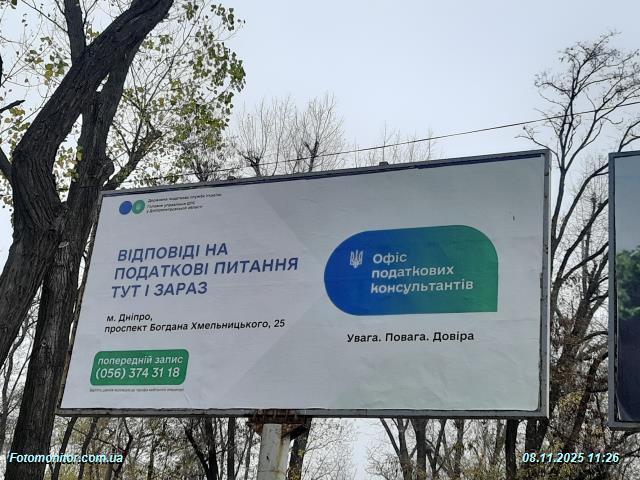 Державна податкова служба України
Головне управління ДПС
у Дніпропетровській області
ВІДПОВІДІ НА
ПОДАТКОВІ ПИТАННЯ
ТУТ І ЗАРАЗ
Офіс
податкових
консультантів
м. Дніпро,
проспект Богдана Хмельницького, 25
Увага. Повага. Довіра
попередній запис
(056) 374 31 18
Fotomonitor.com.ua
08.11.2025 11:26